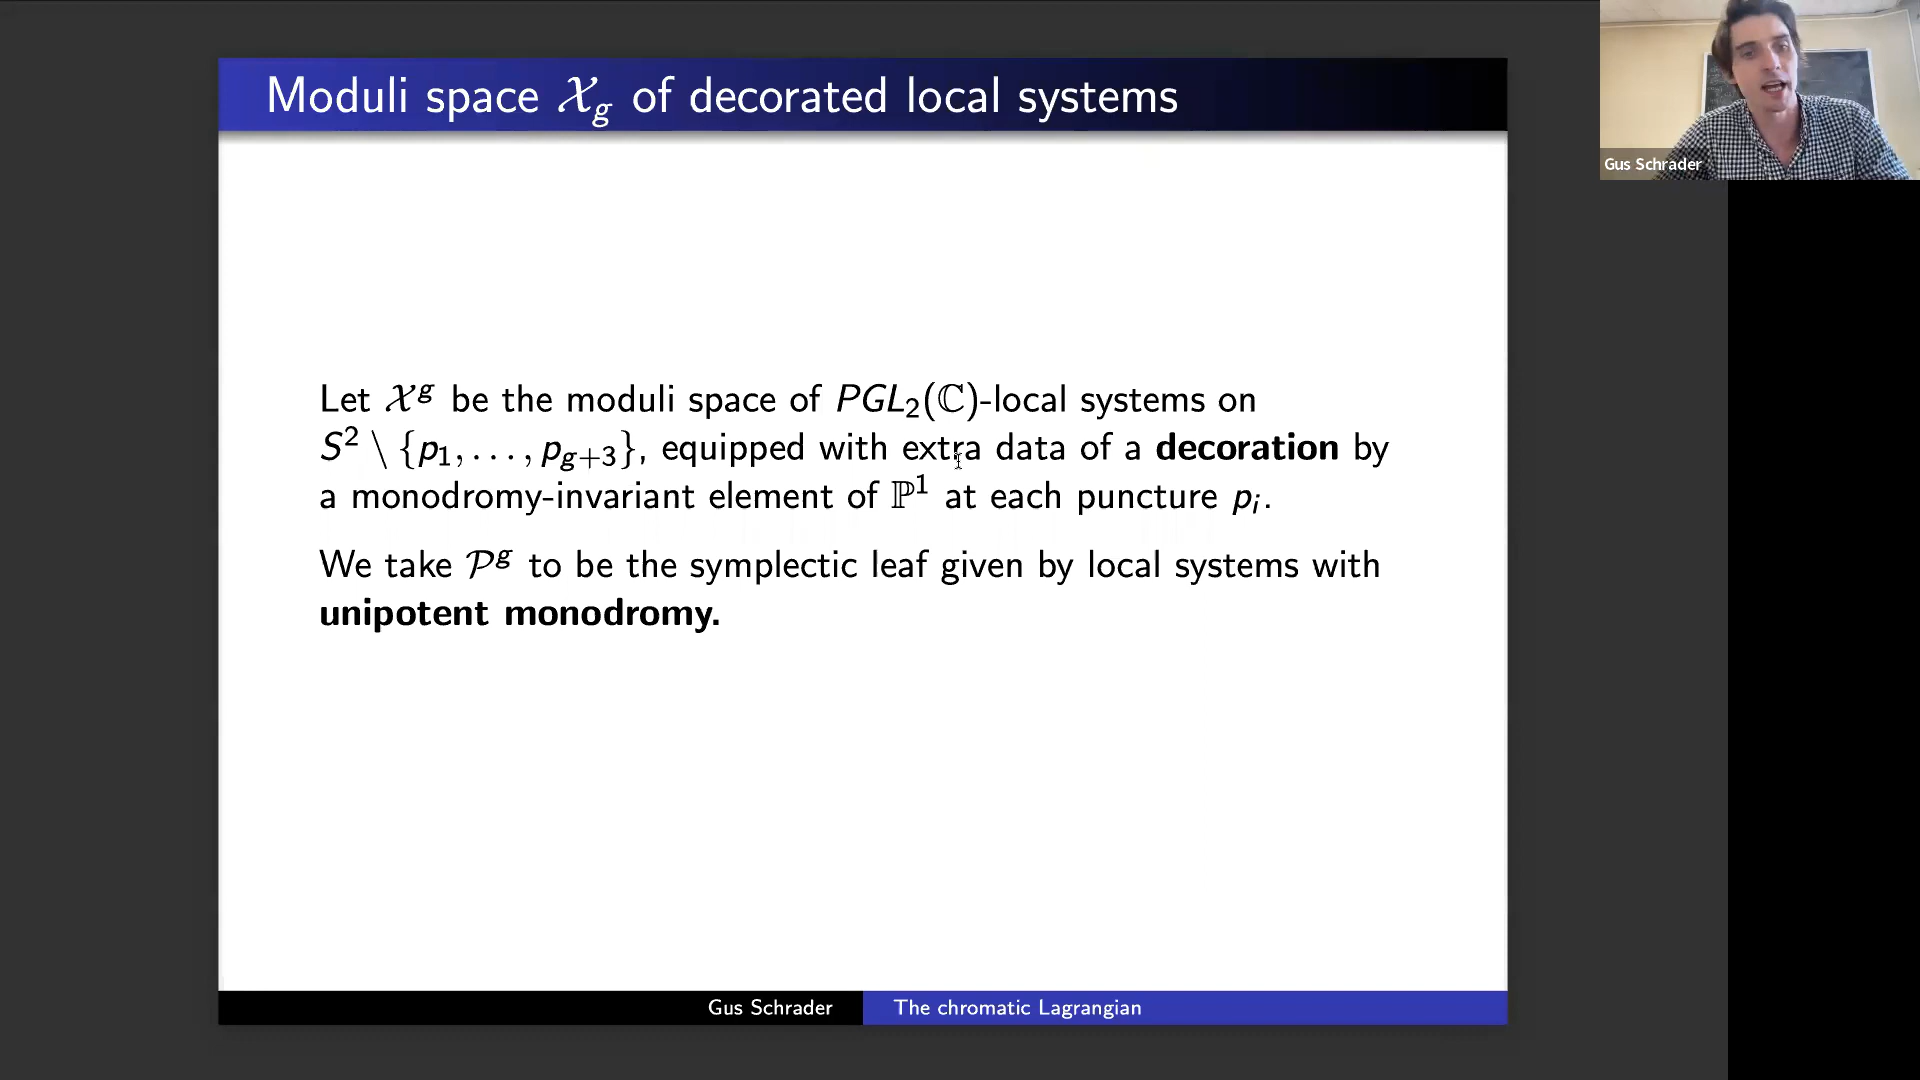 Moduli space 𝒳_g of decorated local systems
Gus Schrader
Let 𝒳^g be the moduli space of PGL₂(ℂ)-local systems on
S² \ {p₁, . . . , p_{g+3}}, equipped with extra data of a decoration by
a monodromy-invariant element of ℙ¹ at each puncture p_i.
We take 𝒫^g to be the symplectic leaf given by local systems with
unipotent monodromy.
Gus Schrader
The chromatic Lagrangian